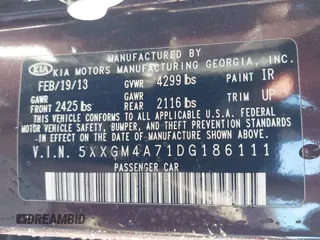 MANUFACTURED BY
KIA KIA MOTORS MANUFACTURING GEORGIA, INC.
FEB/19/13 GVWR 4299 lbs PAINT IR
GAWR FRONT 2425 lbs GAWR REAR 2116 lbs TRIM UP
THIS VEHICLE CONFORMS TO ALL APPLICABLE U.S.A. FEDERAL
MOTOR VEHICLE SAFETY, BUMPER, AND THEFT PREVENTION
STANDARDS IN EFFECT ON THE DATE OF MANUFACTURE SHOWN ABOVE.
V.I.N. 5XXGM4A71DG186111
PASSENGER CAR
DREAMBID